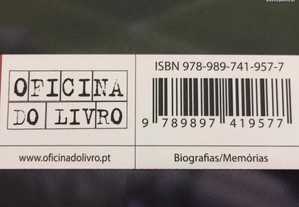 ISBN 978-989-741-957-7
OFICINA
DO LIVRO
9 789897 419577
www.oficinadolivro.pt
Biografias/Memórias